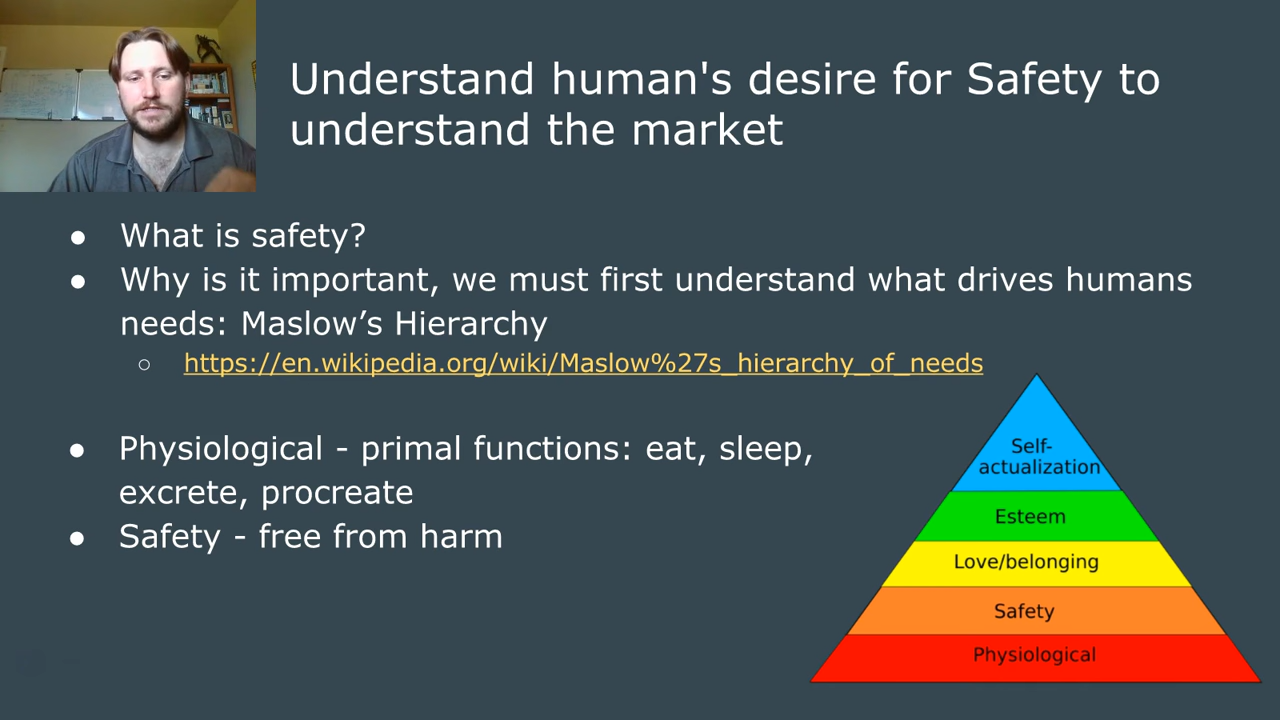 Understand human's desire for Safety to
understand the market
● What is safety?
● Why is it important, we must first understand what drives humans
needs: Maslow’s Hierarchy
○ https://en.wikipedia.org/wiki/Maslow%27s_hierarchy_of_needs
● Physiological - primal functions: eat, sleep,
excrete, procreate
● Safety - free from harm
Self-
actualization
Esteem
Love/belonging
Safety
Physiological